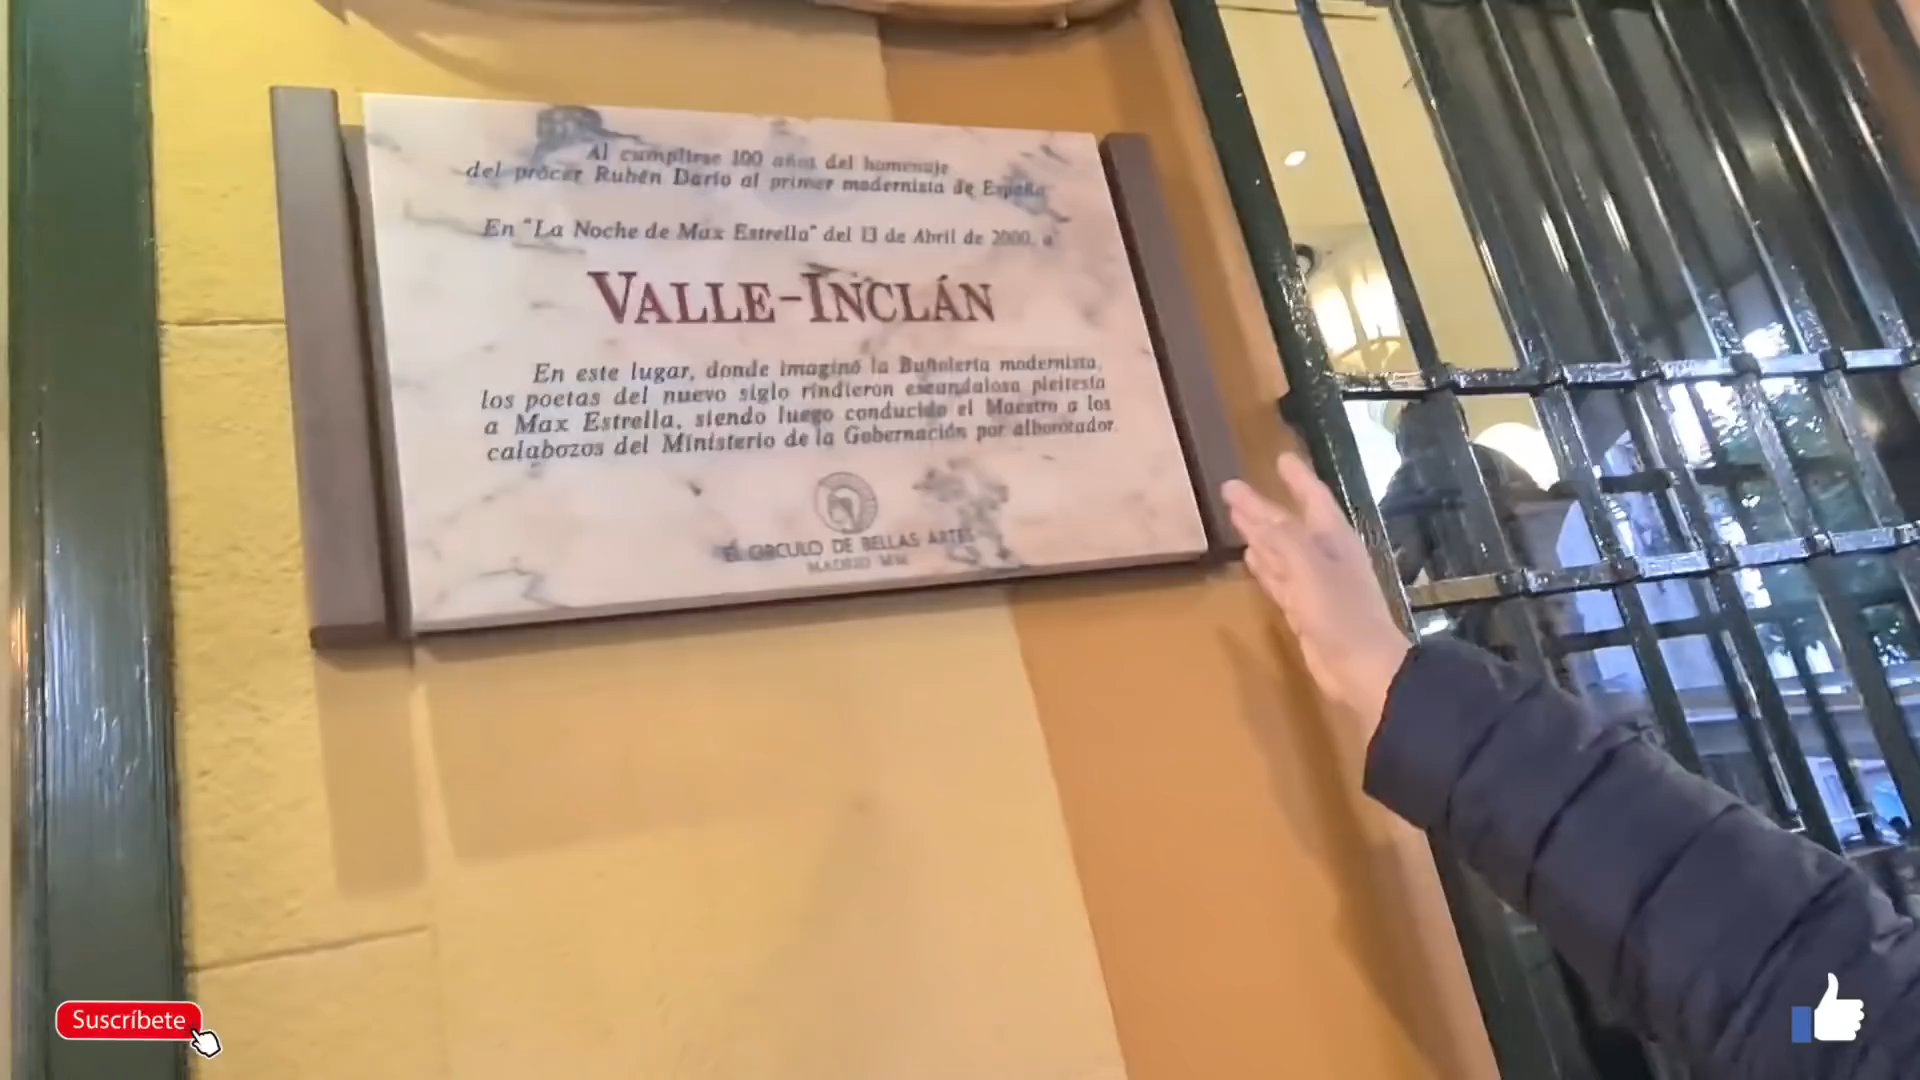 Al cumplirse 100 años del homenaje
del prócer Rubén Darío al primer modernista de España
En "La Noche de Max Estrella" del 13 de Abril de 2000, a
VALLE-INCLÁN
En este lugar, donde imaginó la Buñolería modernista,
los poetas del nuevo siglo rindieron escandalosa pleitesía
a Max Estrella, siendo luego conducido el Maestro a los
calabozos del Ministerio de la Gobernación por alborotador.
EL CIRCULO DE BELLAS ARTES
MADRID MM
Suscríbete